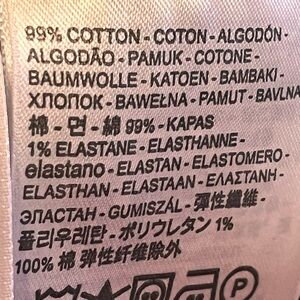 99% COTTON - COTON - ALGODÓN -
ALGODÃO - PAMUK - COTONE -
BAUMWOLLE - KATOEN - BAMBAKI -
ХЛОПОК - BAWEŁNA - PAMUT - BAVLNA
棉 - 면 - 綿 99% - KAPAS
1% ELASTANE - ELASTHANNE -
elastano - ELASTAN - ELASTOMERO -
ELASTHAN - ELASTAAN - ΕΛΑΣΤΑΝΗ -
ЭЛАСТАН - GUMISZÁL - 彈性纖維 -
폴리우레탄 - ポリウレタン 1%
100% 棉 弹性纤维除外
P